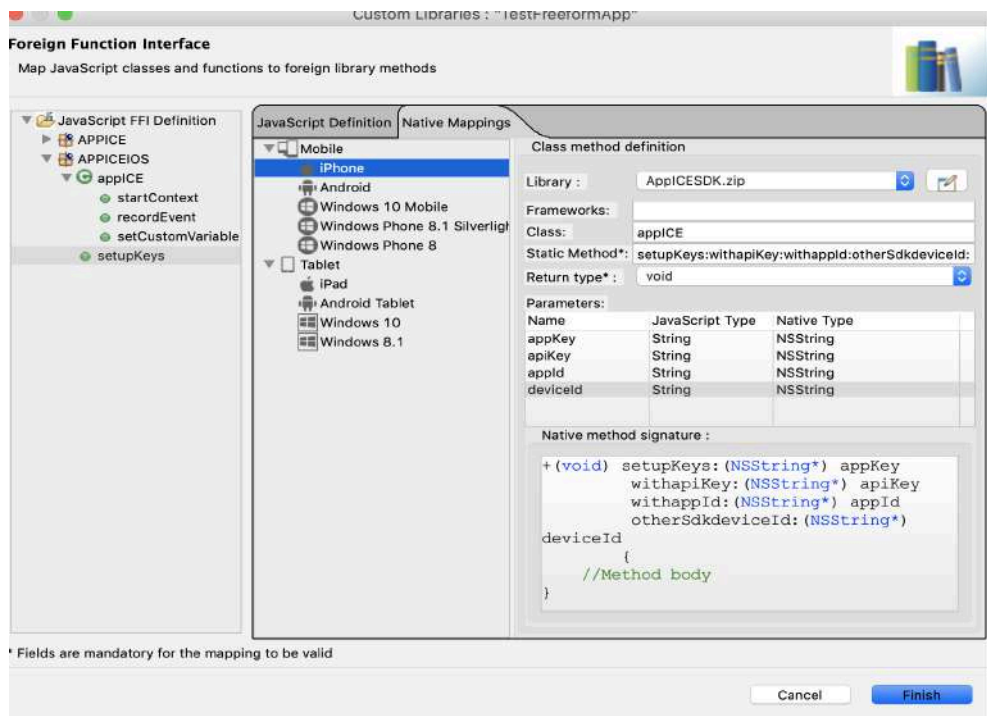 Custom Libraries : "TestFreeformApp"
Foreign Function Interface
Map JavaScript classes and functions to foreign library methods
JavaScript FFI Definition
APPICE
APPICEIOS
appICE
startContext
recordEvent
setCustomVariable
setupKeys
JavaScript Definition
Native Mappings
Mobile
iPhone
Android
Windows 10 Mobile
Windows Phone 8.1 Silverligh
Windows Phone 8
Tablet
iPad
Android Tablet
Windows 10
Windows 8.1
Class method definition
Library :
AppICESDK.zip
Frameworks:
Class:
appICE
Static Method*:
setupKeys:withapiKey:withappId:otherSdkdeviceId:
Return type* :
void
Parameters:
Name JavaScript Type Native Type
appKey String NSString
apiKey String NSString
appId String NSString
deviceId String NSString
Native method signature :
+(void) setupKeys:(NSString*) appKey
withapiKey:(NSString*) apiKey
withappId:(NSString*) appId
otherSdkdeviceId:(NSString*)
deviceId
{
//Method body
}
* Fields are mandatory for the mapping to be valid
Cancel
Finish